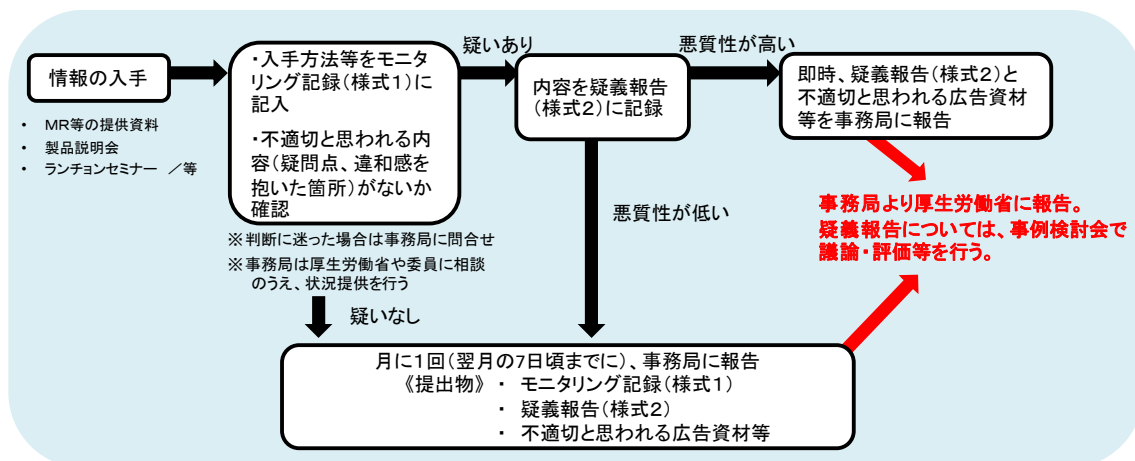 情報の入手
・ MR等の提供資料
・ 製品説明会
・ ランチョンセミナー ／等
・入手方法等をモニ
タリング記録（様式１）に
記入
・不適切と思われる内
容（疑問点、違和感を
抱いた箇所）がないか
確認
※判断に迷った場合は事務局に問合せ
※事務局は厚生労働省や委員に相談
のうえ、状況提供を行う
疑いあり
内容を疑義報告
（様式２）に記録
悪質性が高い
即時、疑義報告（様式２）と
不適切と思われる広告資材
等を事務局に報告
悪質性が低い
事務局より厚生労働省に報告。
疑義報告については、事例検討会で
議論・評価等を行う。
疑いなし
月に１回（翌月の7日頃までに）、事務局に報告
《提出物》・ モニタリング記録（様式１）
・ 疑義報告（様式２）
・ 不適切と思われる広告資材等